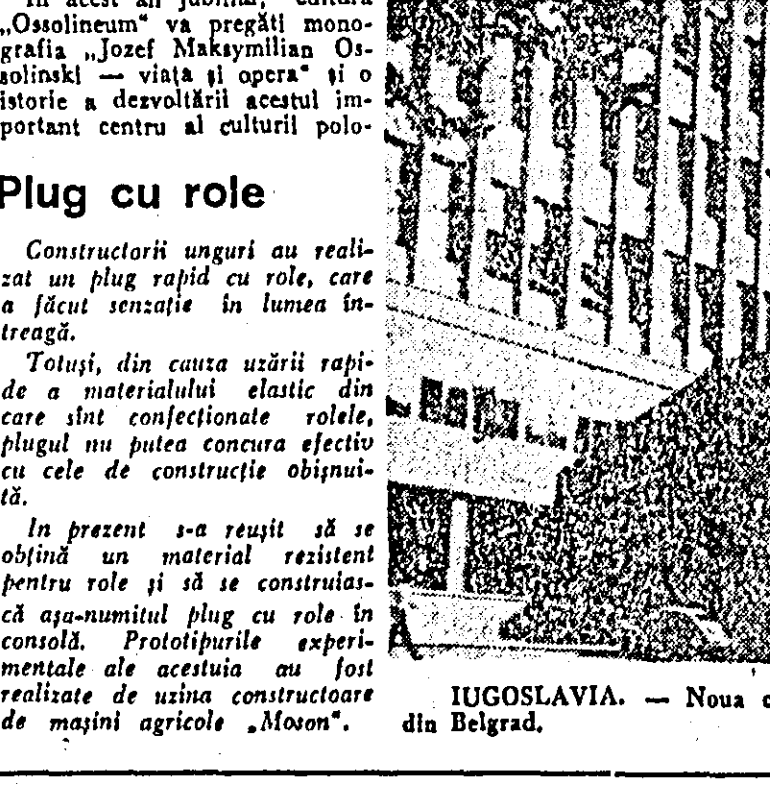 In acest an jubiliar,
„Ossolineum" va pregăti mono-
grafia „Jozef Maksymilian Os-
solinski — viața și opera" și o
istorie a dezvoltării acestui im-
portant centru al culturii polo-
Plug cu role
Constructorii unguri au reali-
zat un plug rapid cu role, care
a făcut senzație în lumea în-
treagă.
Totuși, din cauza uzării rapi-
de a materialului elastic din
care sînt confecționate rolele,
plugul nu putea concura efectiv
cu cele de construcție obișnui-
tă.
In prezent s-a reușit să se
obțină un material rezistent
pentru role și să se construias-
că așa-numitul plug cu role în
consolă. Prototipurile experi-
mentale ale acestuia au fost
realizate de uzina constructoare
de mașini agricole „Moson".
IUGOSLAVIA. — Noua
din Belgrad.